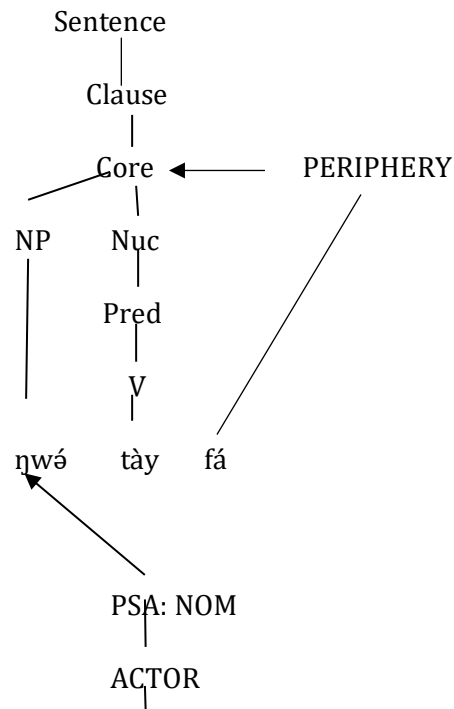 Sentence
Clause
Core PERIPHERY
NP Nuc
Pred
V
ŋwə́ tày fá
PSA: NOM
ACTOR